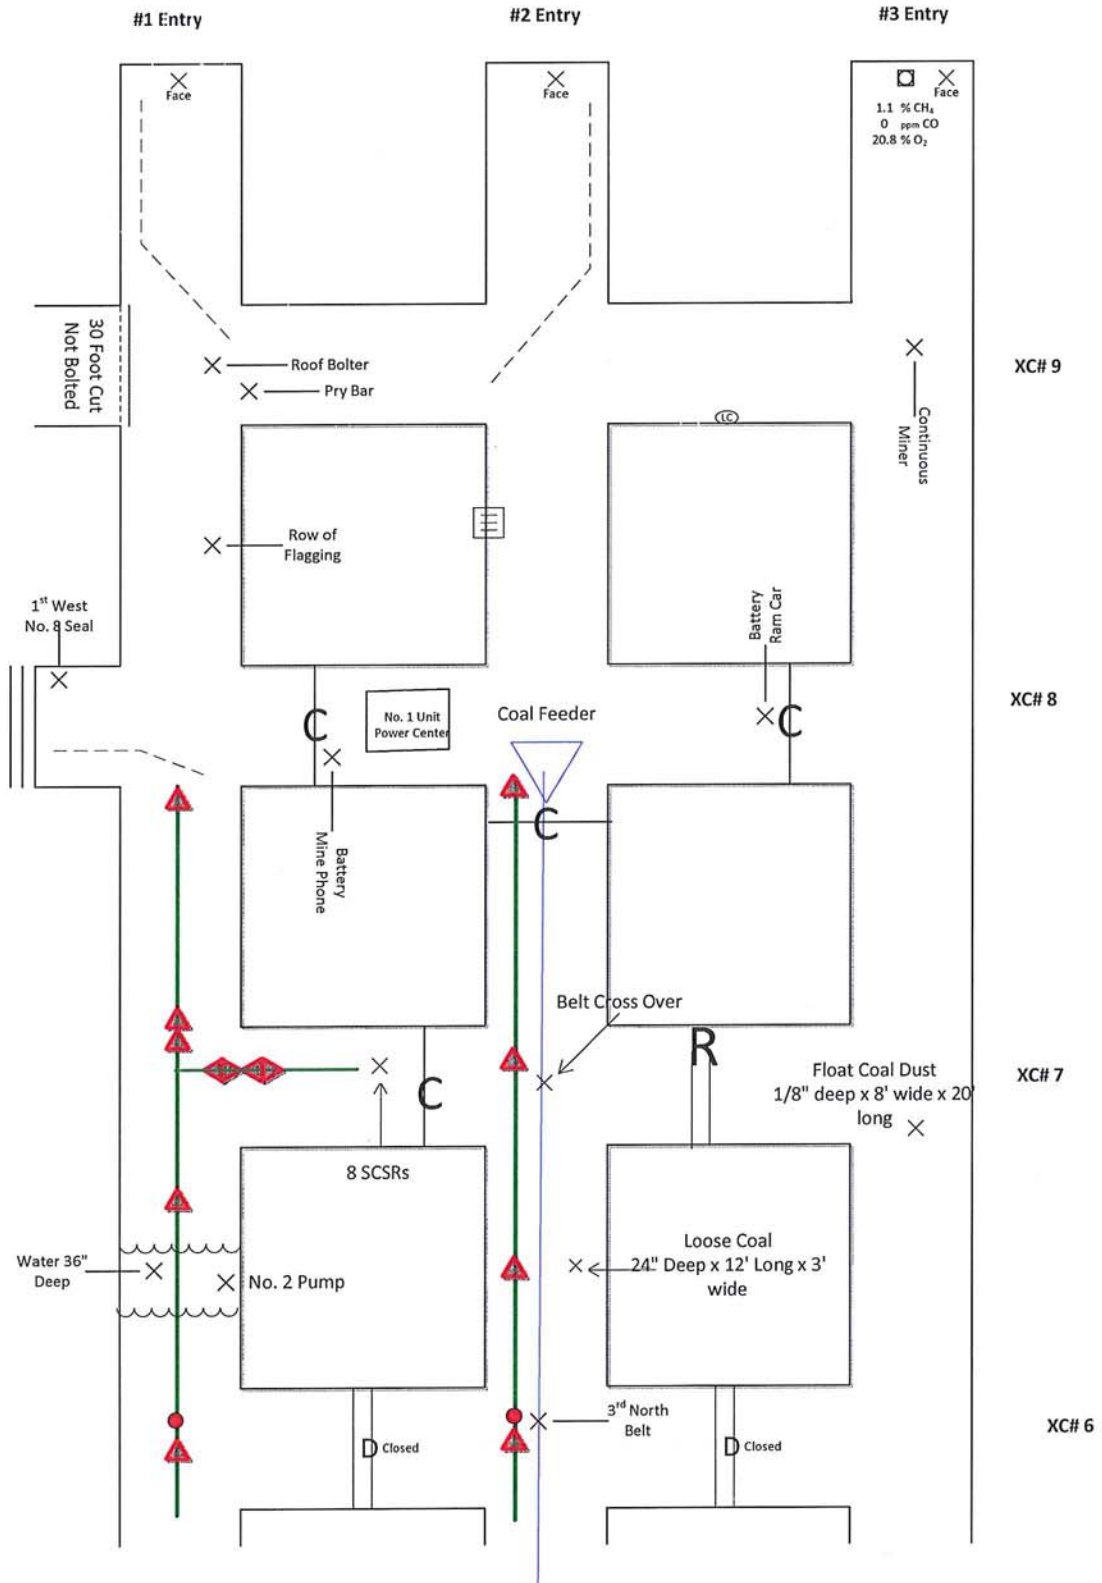 #1 Entry
#2 Entry
#3 Entry
Face
Face
Face
1.1 % CH₄
0 ppm CO
20.8 % O₂
30 Foot Cut
Not Bolted
Roof Bolter
Pry Bar
XC# 9
LC
Continuous
Miner
Row of
Flagging
1st West
No. 8 Seal
Battery
Ram Car
XC# 8
C
No. 1 Unit
Power Center
Coal Feeder
C
C
Battery
Mine Phone
Belt Cross Over
R
Float Coal Dust
1/8" deep x 8' wide x 20'
long
XC# 7
C
8 SCSRs
Water 36"
Deep
No. 2 Pump
Loose Coal
24" Deep x 12' Long x 3'
wide
3rd North
Belt
XC# 6
D Closed
D Closed